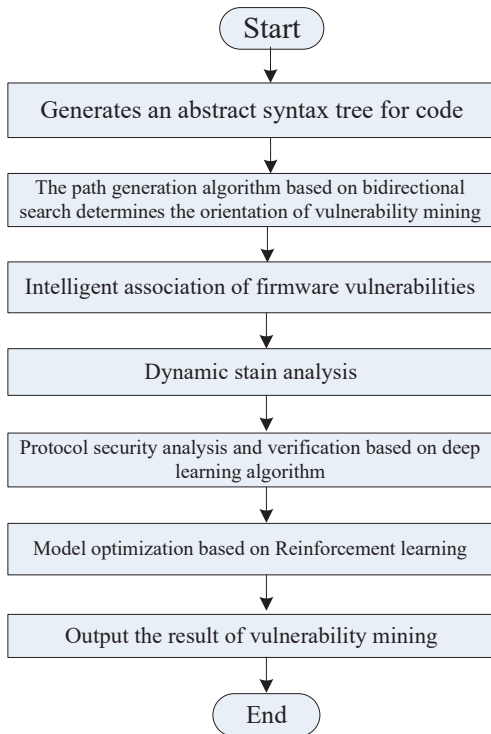 Start
Generates an abstract syntax tree for code
The path generation algorithm based on bidirectional
search determines the orientation of vulnerability mining
Intelligent association of firmware vulnerabilities
Dynamic stain analysis
Protocol security analysis and verification based on deep
learning algorithm
Model optimization based on Reinforcement learning
Output the result of vulnerability mining
End